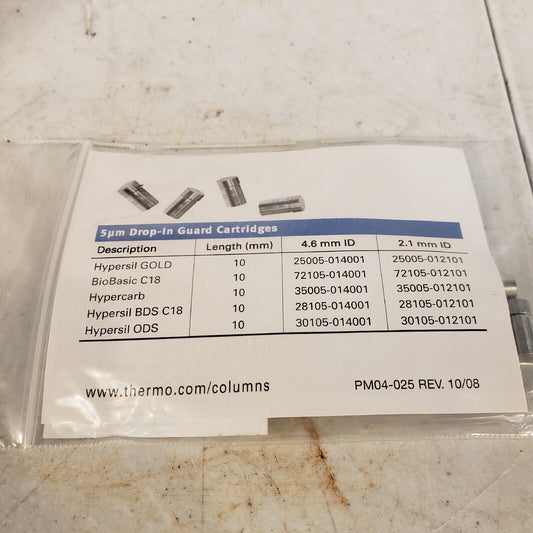 5µm Drop-In Guard Cartridges
Description Length (mm) 4.6 mm ID 2.1 mm ID
Hypersil GOLD 10 25005-014001 25005-012101
BioBasic C18 10 72105-014001 72105-012101
Hypercarb 10 35005-014001 35005-012101
Hypersil BDS C18 10 28105-014001 28105-012101
Hypersil ODS 10 30105-014001 30105-012101
www.thermo.com/columns PM04-025 REV. 10/08